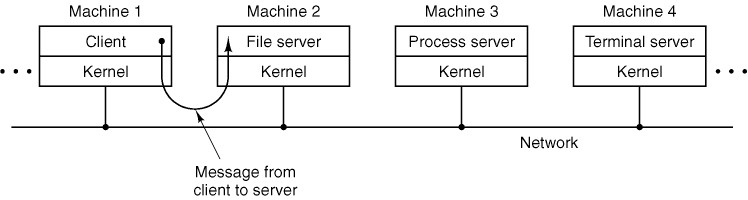 Machine 1
Machine 2
Machine 3
Machine 4
Client
File server
Process server
Terminal server
Kernel
Kernel
Kernel
Kernel
Network
Message from
client to server